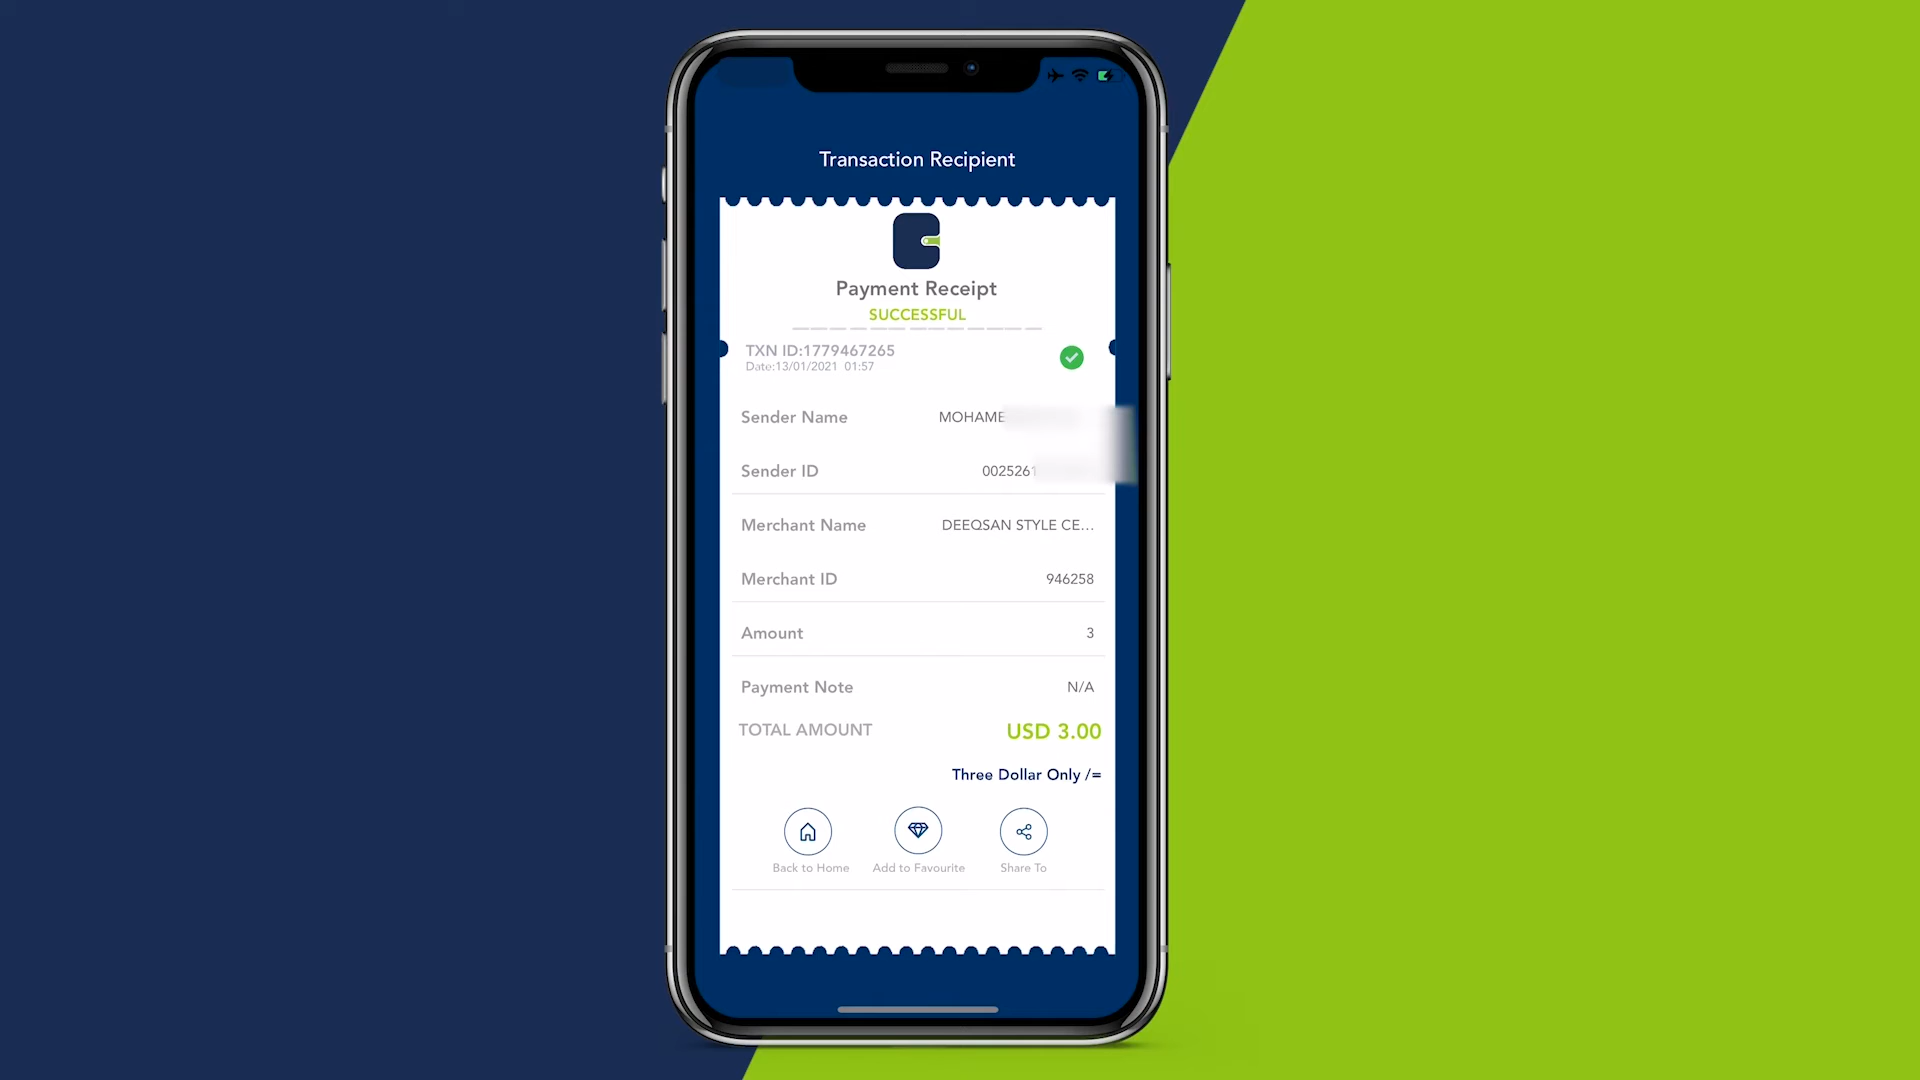 Transaction Recipient
Payment Receipt
SUCCESSFUL
TXN ID:1779467265
Date:13/01/2021 01:57
Sender Name MOHAME
Sender ID 0025261
Merchant Name DEEQSAN STYLE CE...
Merchant ID 946258
Amount 3
Payment Note N/A
TOTAL AMOUNT USD 3.00
Three Dollar Only /=
Back to Home Add to Favourite Share To